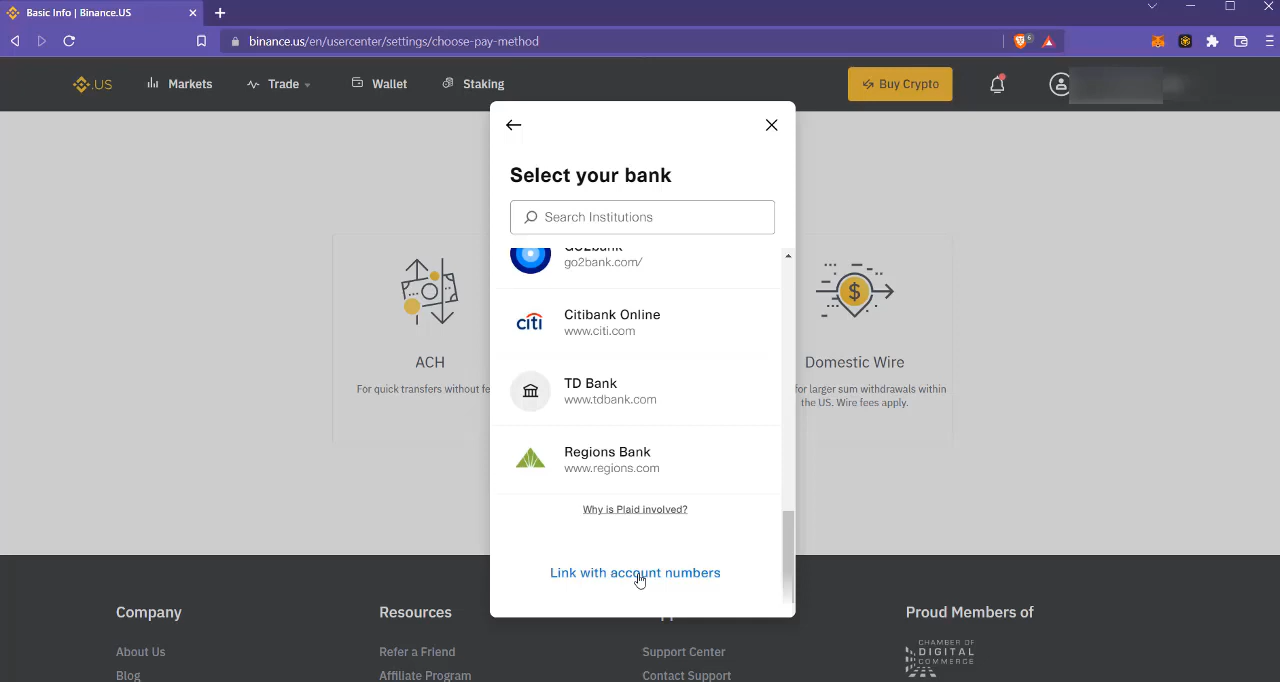 Basic Info | Binance.US
binance.us/en/usercenter/settings/choose-pay-method
6
.US
Markets
Trade
Wallet
Staking
Buy Crypto
Select your bank
Search Institutions
GO2bank
go2bank.com/
citi
Citibank Online
www.citi.com
TD Bank
www.tdbank.com
Regions Bank
www.regions.com
Why is Plaid involved?
Link with account numbers
ACH
For quick transfers without fe
$
Domestic Wire
for larger sum withdrawals within
the US. Wire fees apply.
Company
About Us
Blog
Resources
Refer a Friend
Affiliate Program
Support Center
Contact Support
Proud Members of
CHAMBER OF
DIGITAL
COMMERCE